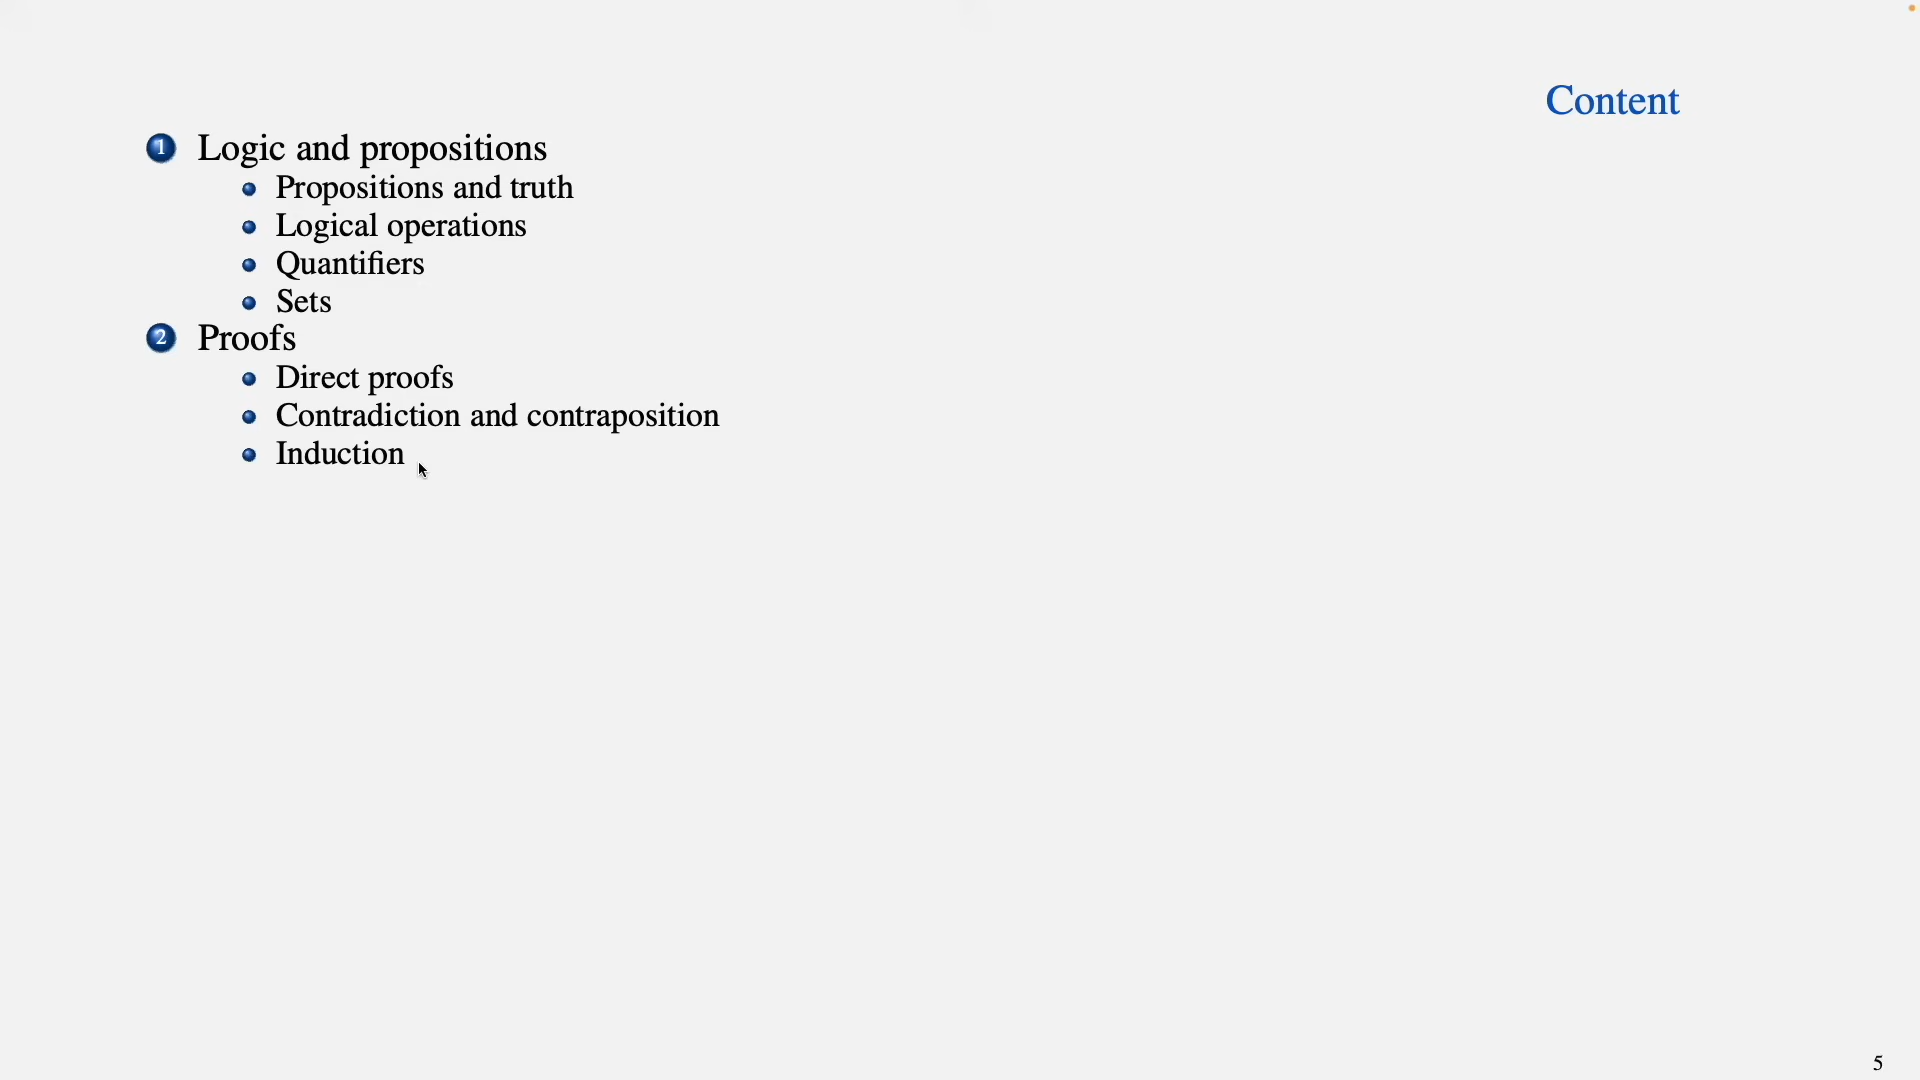 Content
1 Logic and propositions
Propositions and truth
Logical operations
Quantifiers
Sets
2 Proofs
Direct proofs
Contradiction and contraposition
Induction
5